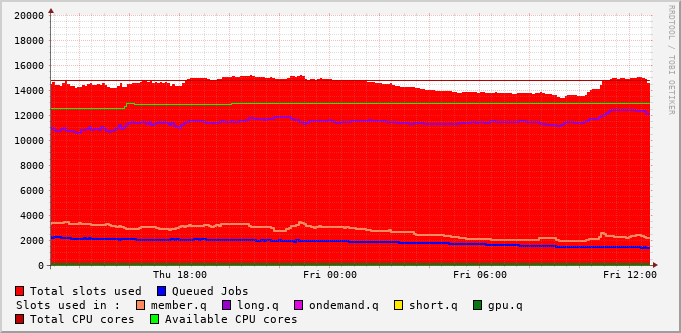 20000
18000
16000
14000
12000
10000
8000
6000
4000
2000
0
Thu 18:00 Fri 00:00 Fri 06:00 Fri 12:00
Total slots used Queued Jobs
Slots used in : member.q long.q ondemand.q short.q gpu.q
Total CPU cores Available CPU cores
RRDTOOL / TOBI OETIKER